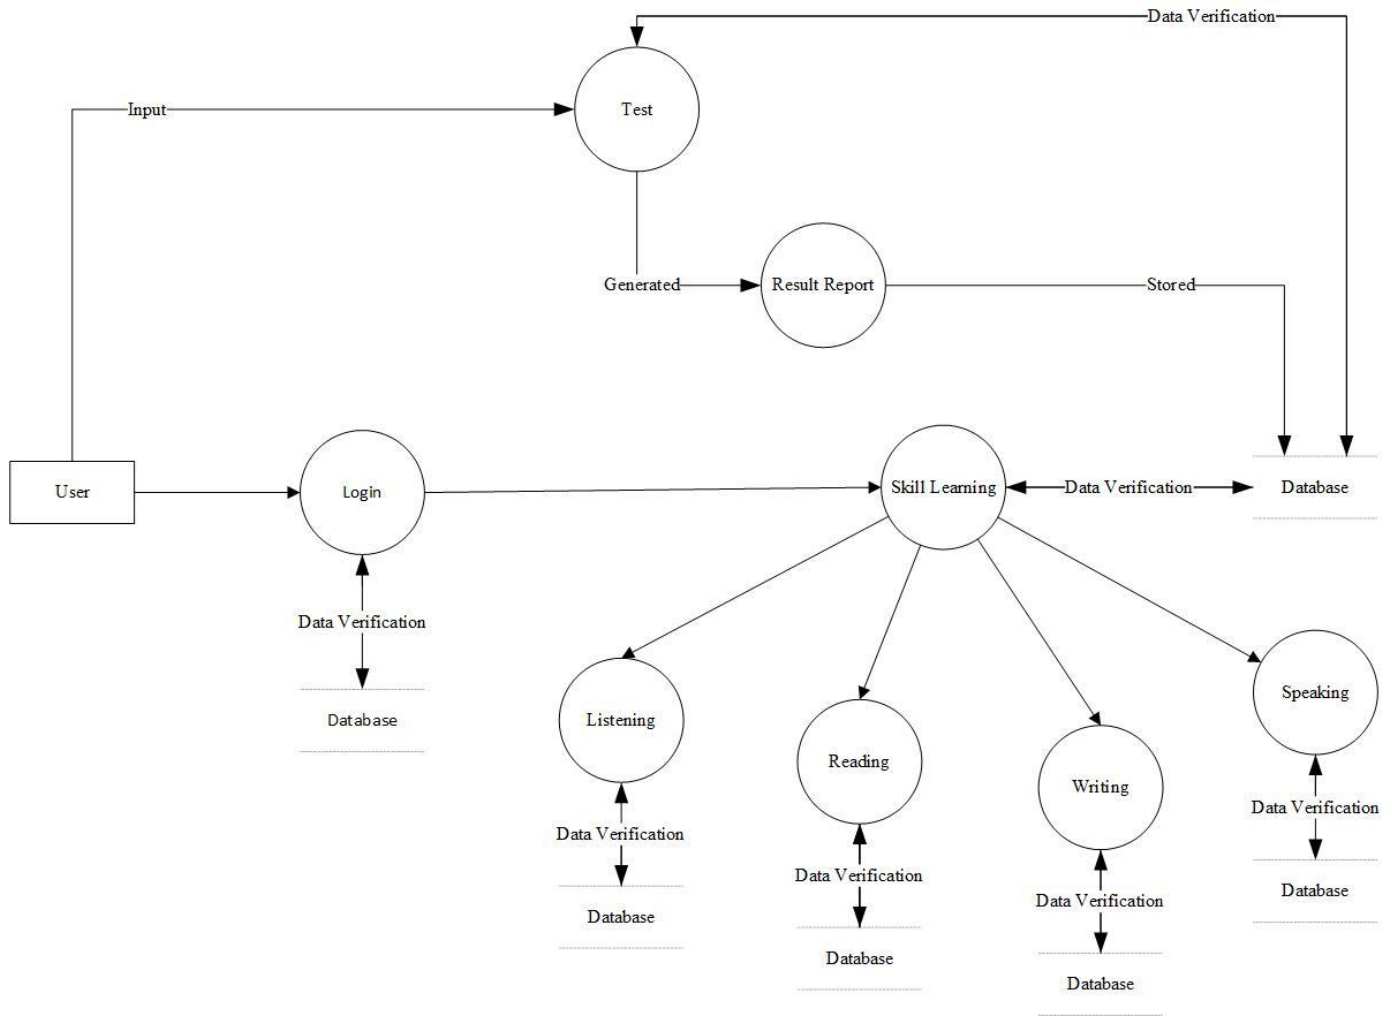 Data Verification
Input
Test
Generated
Result Report
Stored
User
Login
Skill Learning
Data Verification
Database
Data Verification
Database
Listening
Reading
Writing
Speaking
Data Verification
Database
Data Verification
Database
Data Verification
Database
Data Verification
Database